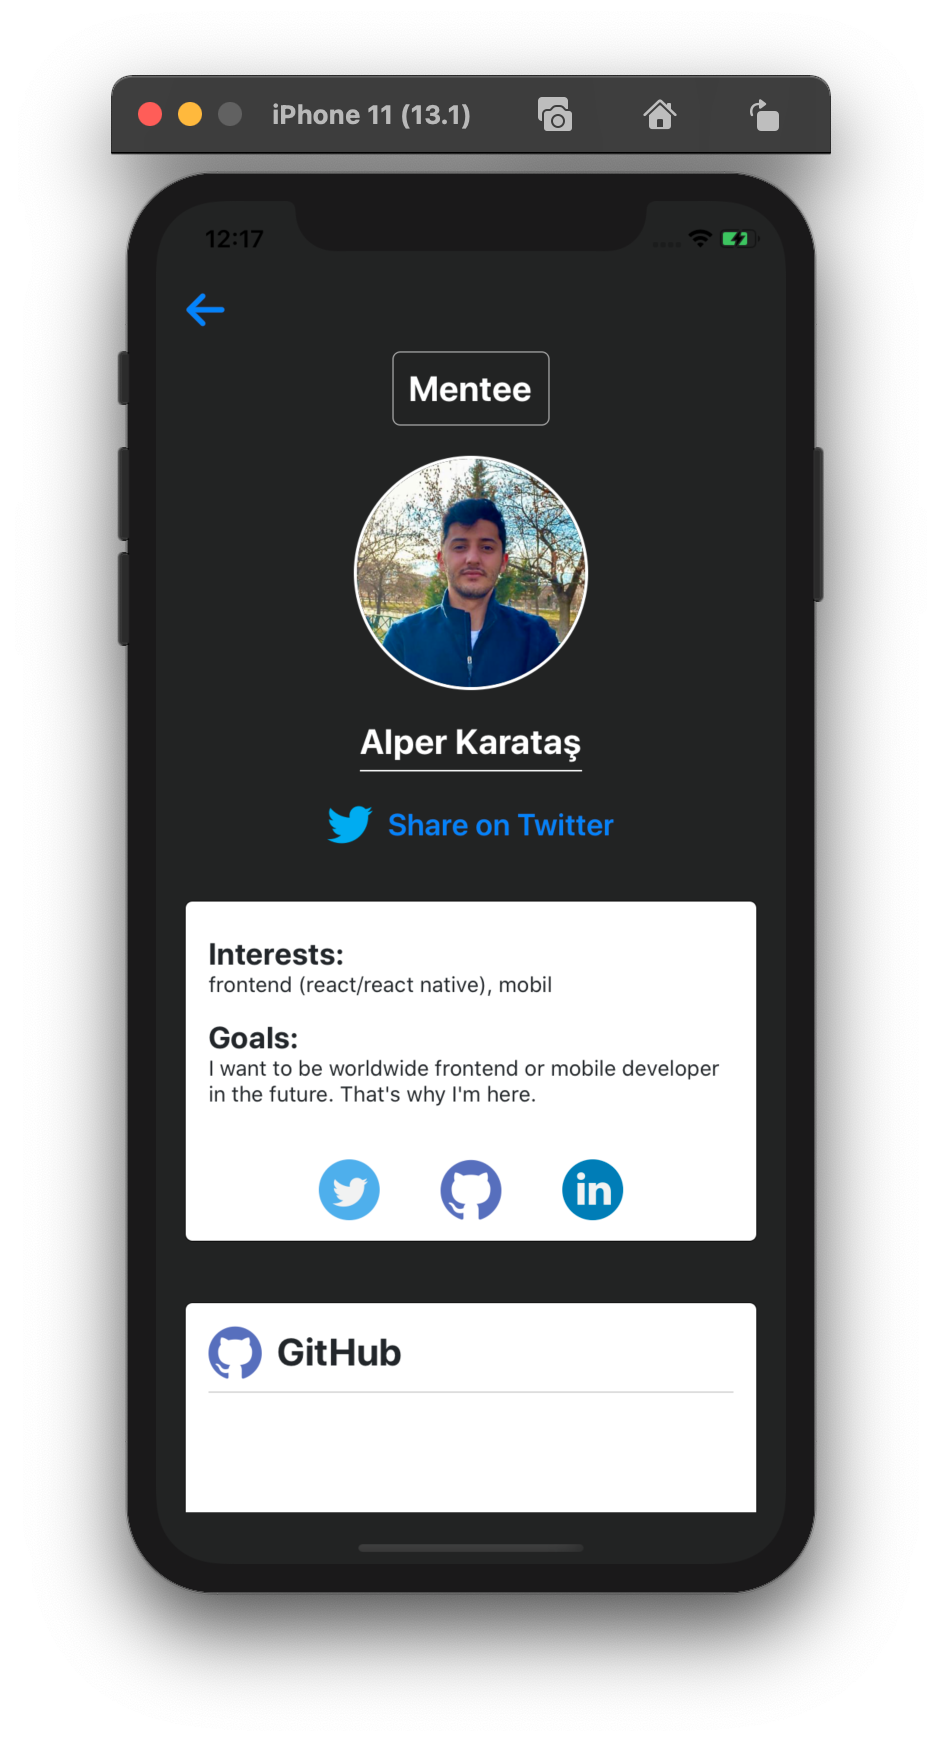 iPhone 11 (13.1)
12:17
Mentee
Alper Karataş
Share on Twitter
Interests:
frontend (react/react native), mobil
Goals:
I want to be worldwide frontend or mobile developer
in the future. That's why I'm here.
in
GitHub